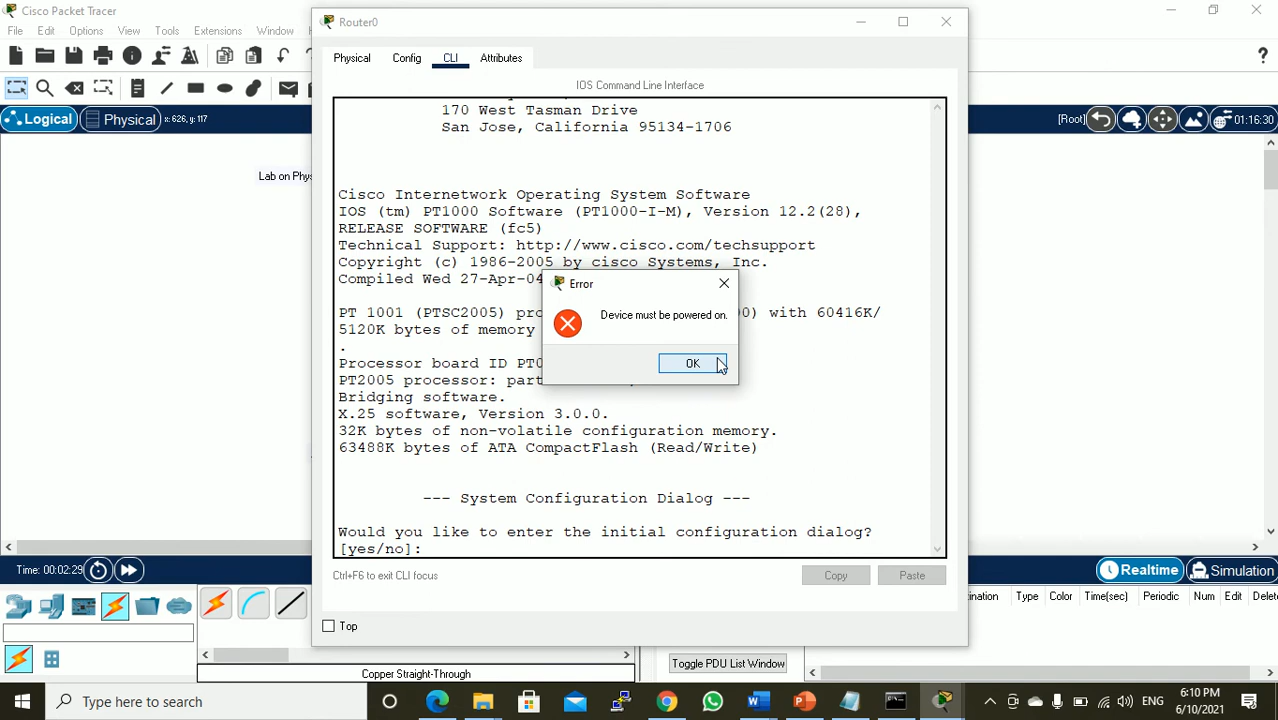 Cisco Packet Tracer
File Edit Options View Tools Extensions Window
Logical
Physical
x: 626, y: 117
[Root]
01:16:30
Lab on Phys
Router0
Physical Config CLI Attributes
IOS Command Line Interface
170 West Tasman Drive
San Jose, California 95134-1706
Cisco Internetwork Operating System Software
IOS (tm) PT1000 Software (PT1000-I-M), Version 12.2(28),
RELEASE SOFTWARE (fc5)
Technical Support: http://www.cisco.com/techsupport
Copyright (c) 1986-2005 by cisco Systems, Inc.
Compiled Wed 27-Apr-04
PT 1001 (PTSC2005) pro 00) with 60416K/
5120K bytes of memory
.
Processor board ID PT0
PT2005 processor: part
Bridging software.
X.25 software, Version 3.0.0.
32K bytes of non-volatile configuration memory.
63488K bytes of ATA CompactFlash (Read/Write)
--- System Configuration Dialog ---
Would you like to enter the initial configuration dialog?
[yes/no]:
Error
Device must be powered on.
OK
Ctrl+F6 to exit CLI focus
Copy
Paste
Top
Time: 00:02:29
Realtime
Simulation
ination Type Color Time(sec) Periodic Num Edit Delete
Copper Straight-Through
Toggle PDU List Window
Type here to search
ENG
6:10 PM
6/10/2021